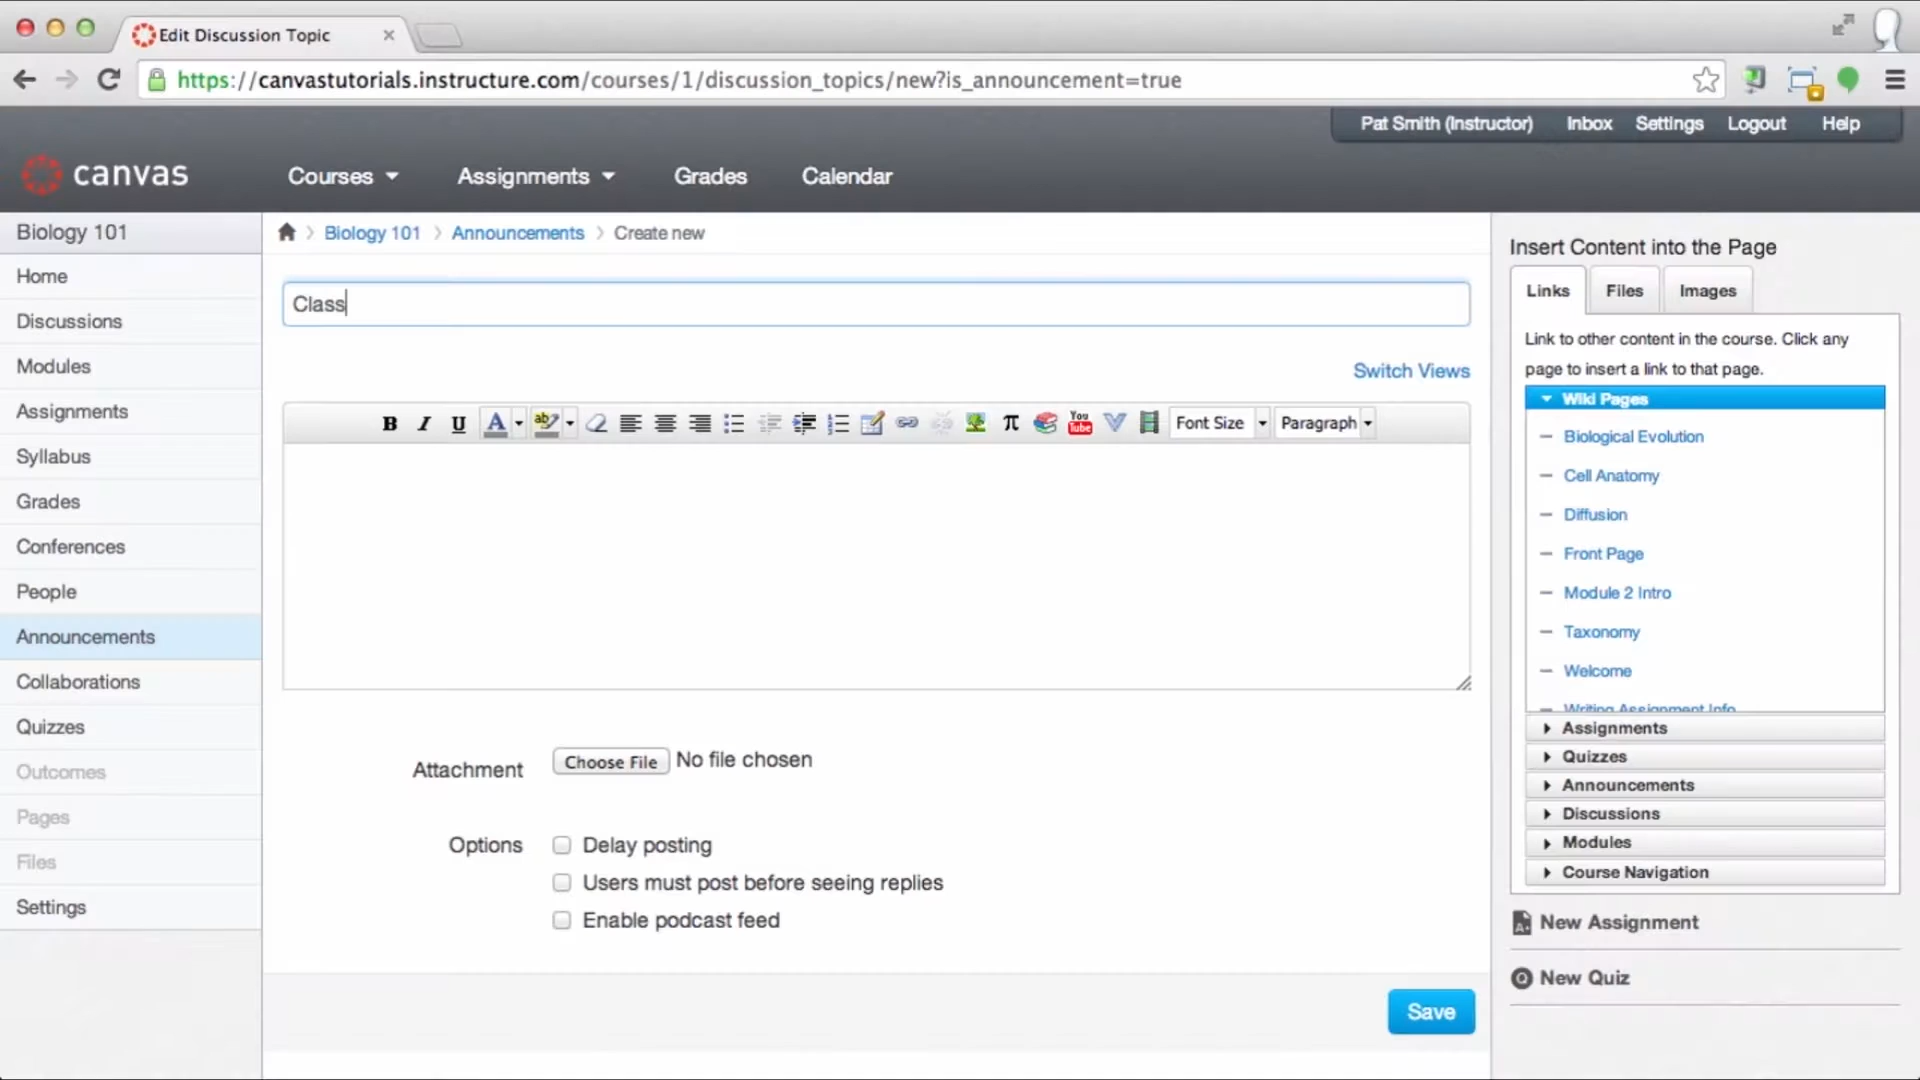 Edit Discussion Topic
https://canvastutorials.instructure.com/courses/1/discussion_topics/new?is_announcement=true
Pat Smith (Instructor) Inbox Settings Logout Help
canvas Courses Assignments Grades Calendar
Biology 101
Home
Discussions
Modules
Assignments
Syllabus
Grades
Conferences
People
Announcements
Collaborations
Quizzes
Outcomes
Pages
Files
Settings
Biology 101 Announcements Create new
Class
Switch Views
B I U A ab π You Tube V Font Size Paragraph
Attachment Choose File No file chosen
Options Delay posting
Users must post before seeing replies
Enable podcast feed
Save
Insert Content into the Page
Links Files Images
Link to other content in the course. Click any
page to insert a link to that page.
Wiki Pages
Biological Evolution
Cell Anatomy
Diffusion
Front Page
Module 2 Intro
Taxonomy
Welcome
Writing Assignment Info
Assignments
Quizzes
Announcements
Discussions
Modules
Course Navigation
New Assignment
New Quiz